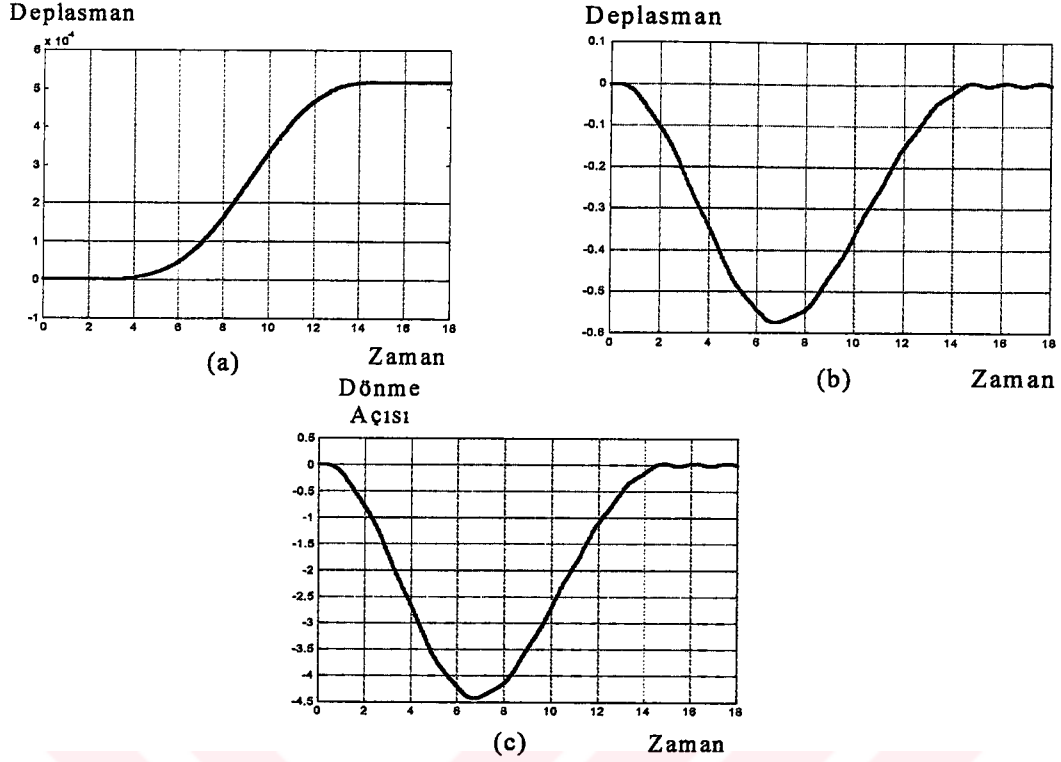 Deplasman
x 10⁻⁴
6
5
4
3
2
1
0
-1
0 2 4 6 8 10 12 14 16 18
(a) Zaman
Deplasman
0.1
0
-0.1
-0.2
-0.3
-0.4
-0.5
-0.6
0 2 4 6 8 10 12 14 16 18
(b) Zaman
Dönme
Açısı
0.5
0
-0.5
-1
-1.5
-2
-2.5
-3
-3.5
-4
-4.5
0 2 4 6 8 10 12 14 16 18
(c) Zaman